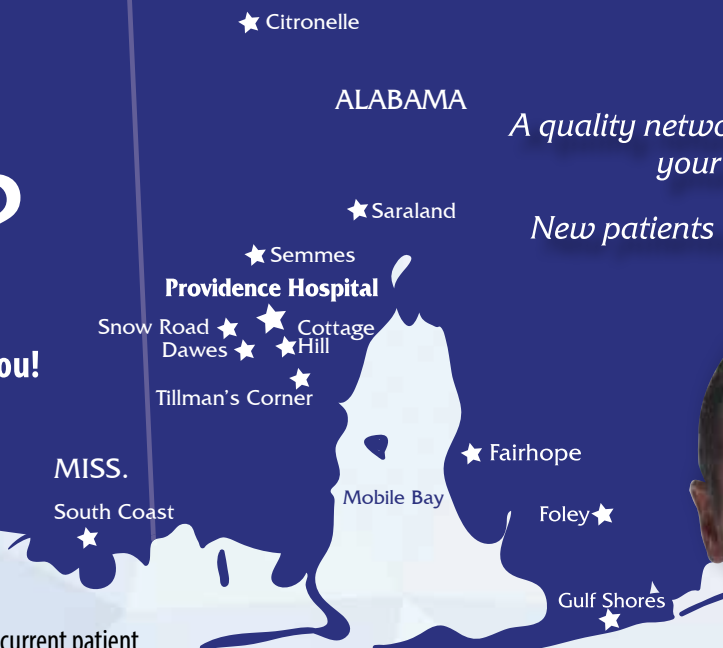 Citronelle
ALABAMA
A quality
your
Saraland
New patients
Semmes
Providence Hospital
Snow Road
Cottage
Hill
Dawes
ou!
Tillman's Corner
Fairhope
MISS.
Mobile Bay
South Coast
Foley
Gulf Shores
current patient